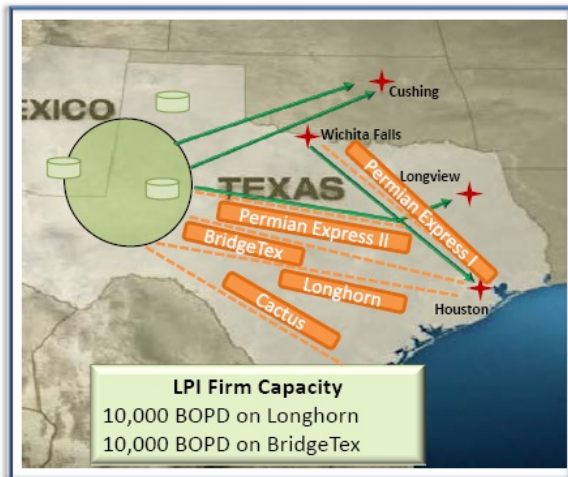 Cushing
EXICO
Wichita Falls
Longview
TEXAS
Permian Express I
Permian Express II
BridgeTex
Longhorn
Houston
Cactus
LPI Firm Capacity
10,000 BOPD on Longhorn
10,000 BOPD on BridgeTex